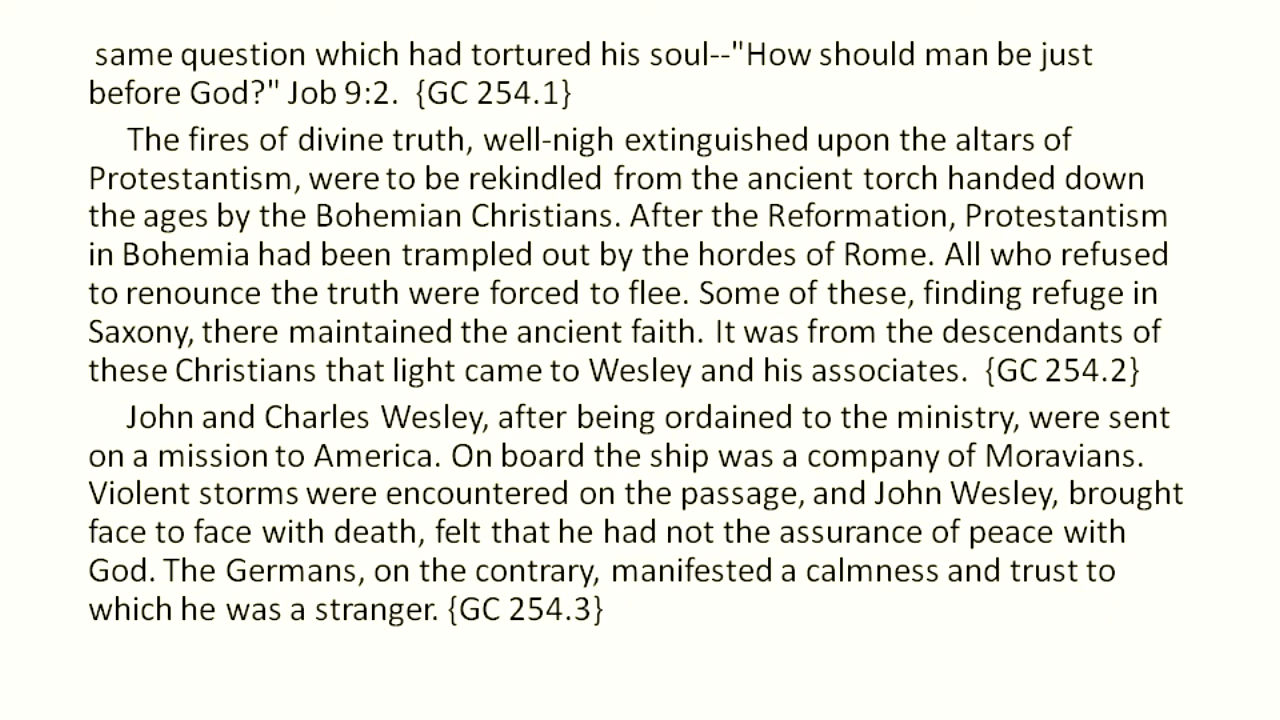 same question which had tortured his soul--"How should man be just
before God?" Job 9:2.  {GC 254.1}
The fires of divine truth, well-nigh extinguished upon the altars of
Protestantism, were to be rekindled from the ancient torch handed down
the ages by the Bohemian Christians. After the Reformation, Protestantism
in Bohemia had been trampled out by the hordes of Rome. All who refused
to renounce the truth were forced to flee. Some of these, finding refuge in
Saxony, there maintained the ancient faith. It was from the descendants of
these Christians that light came to Wesley and his associates.  {GC 254.2}
John and Charles Wesley, after being ordained to the ministry, were sent
on a mission to America. On board the ship was a company of Moravians.
Violent storms were encountered on the passage, and John Wesley, brought
face to face with death, felt that he had not the assurance of peace with
God. The Germans, on the contrary, manifested a calmness and trust to
which he was a stranger. {GC 254.3}